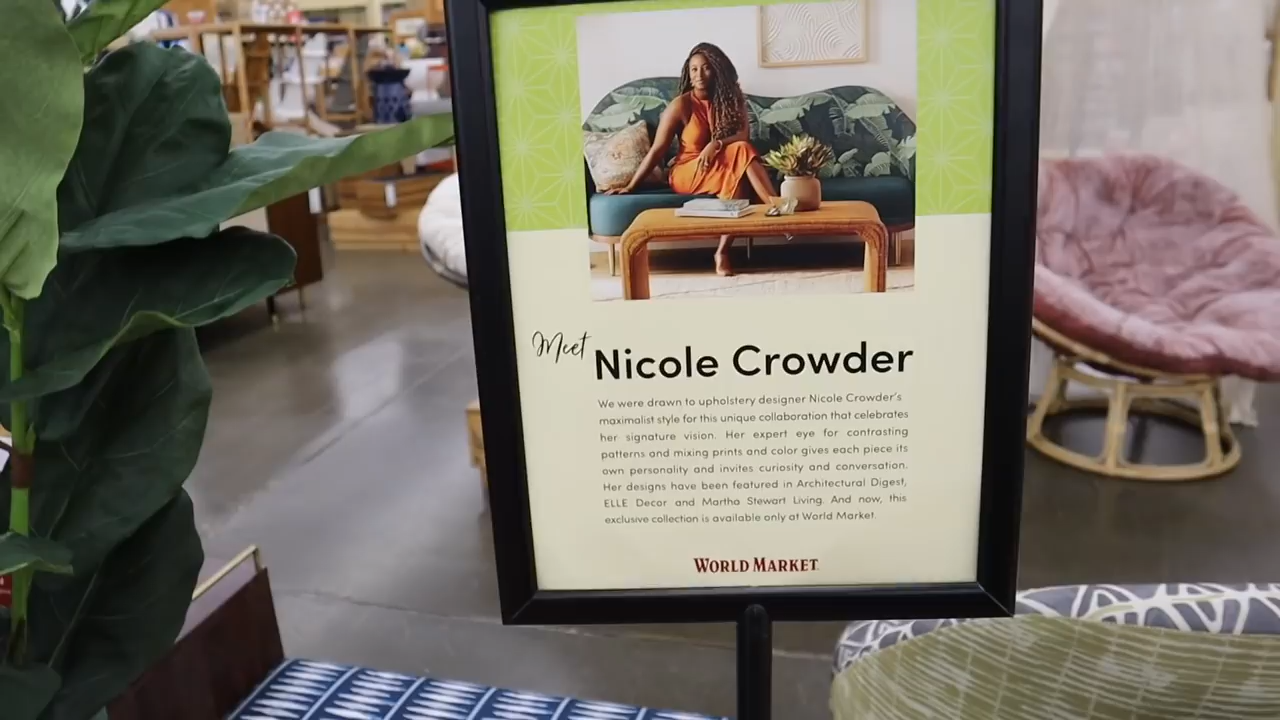 Meet
Nicole Crowder
We were drawn to upholstery designer Nicole Crowder's
maximalist style for this unique collaboration that celebrates
her signature vision. Her expert eye for contrasting
patterns and mixing prints and color gives each piece its
own personality and invites curiosity and conversation.
Her designs have been featured in Architectural Digest,
ELLE Decor and Martha Stewart Living. And now, this
exclusive collection is available only at World Market.
WORLD MARKET